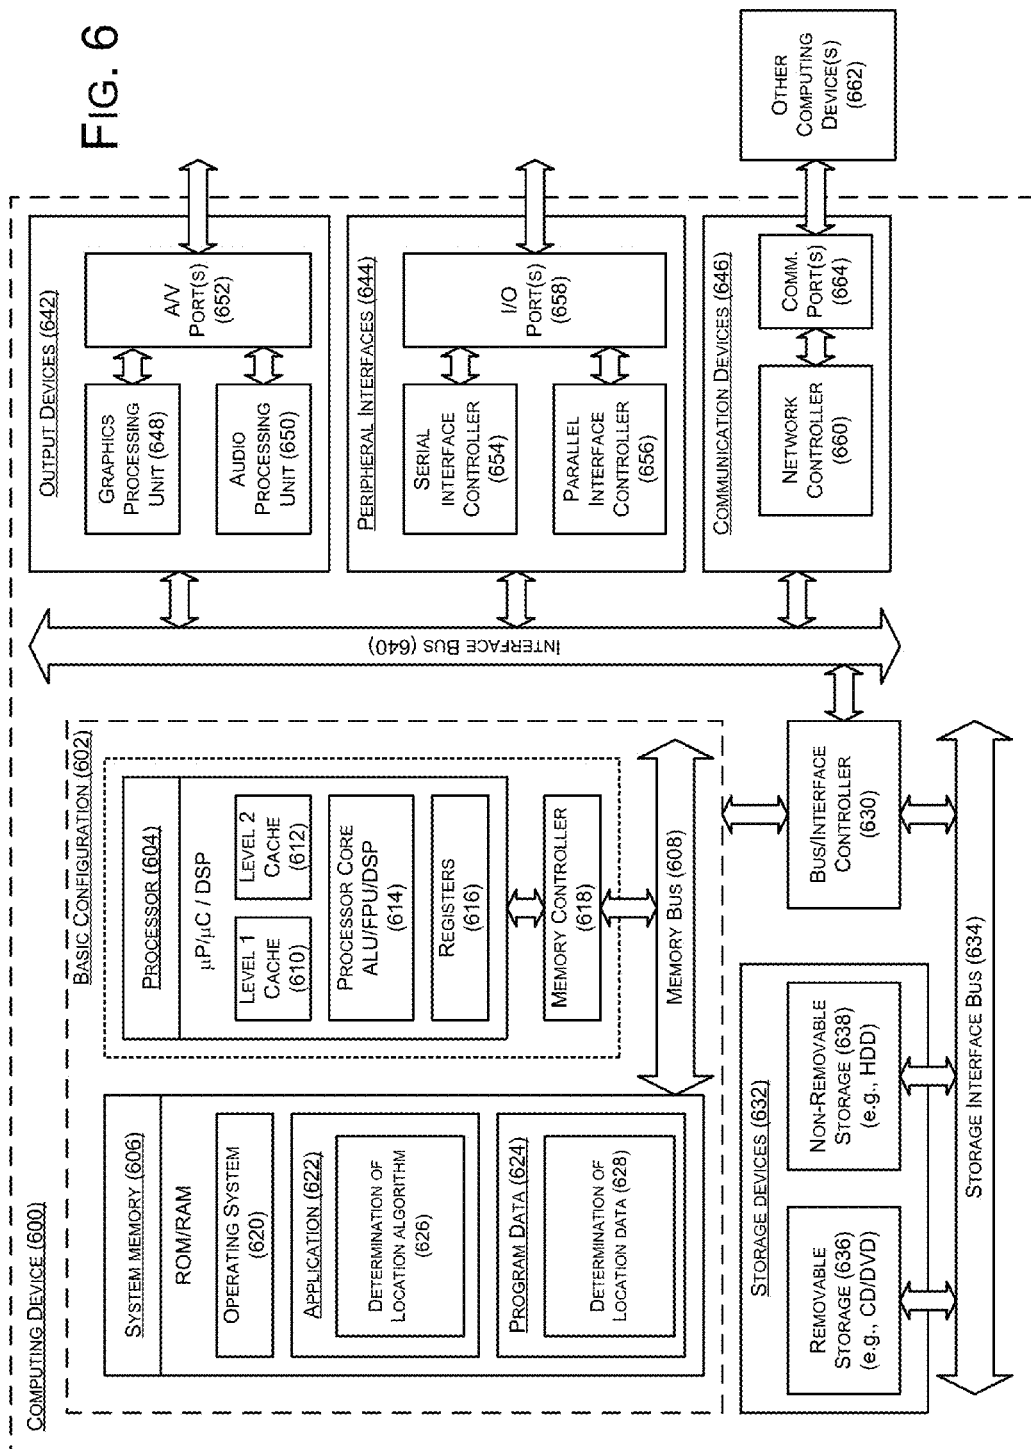 FIG. 6
COMPUTING DEVICE (600)
BASIC CONFIGURATION (602)
SYSTEM MEMORY (606)
ROM/RAM
OPERATING SYSTEM
(620)
APPLICATION (622)
DETERMINATION OF
LOCATION ALGORITHM
(626)
PROGRAM DATA (624)
DETERMINATION OF
LOCATION DATA (628)
PROCESSOR (604)
µP/µC / DSP
LEVEL 1
CACHE
(610)
LEVEL 2
CACHE
(612)
PROCESSOR CORE
ALU/FPU/DSP
(614)
REGISTERS
(616)
MEMORY CONTROLLER
(618)
MEMORY BUS (608)
BUS/INTERFACE
CONTROLLER
(630)
STORAGE DEVICES (632)
REMOVABLE
STORAGE (636)
(e.g., CD/DVD)
NON-REMOVABLE
STORAGE (638)
(e.g., HDD)
STORAGE INTERFACE BUS (634)
INTERFACE BUS (640)
OUTPUT DEVICES (642)
GRAPHICS
PROCESSING
UNIT (648)
AUDIO
PROCESSING
UNIT (650)
A/V
PORT(S)
(652)
PERIPHERAL INTERFACES (644)
SERIAL
INTERFACE
CONTROLLER
(654)
PARALLEL
INTERFACE
CONTROLLER
(656)
I/O
PORT(S)
(658)
COMMUNICATION DEVICES (646)
NETWORK
CONTROLLER
(660)
COMM.
PORT(S)
(664)
OTHER
COMPUTING
DEVICE(S)
(662)